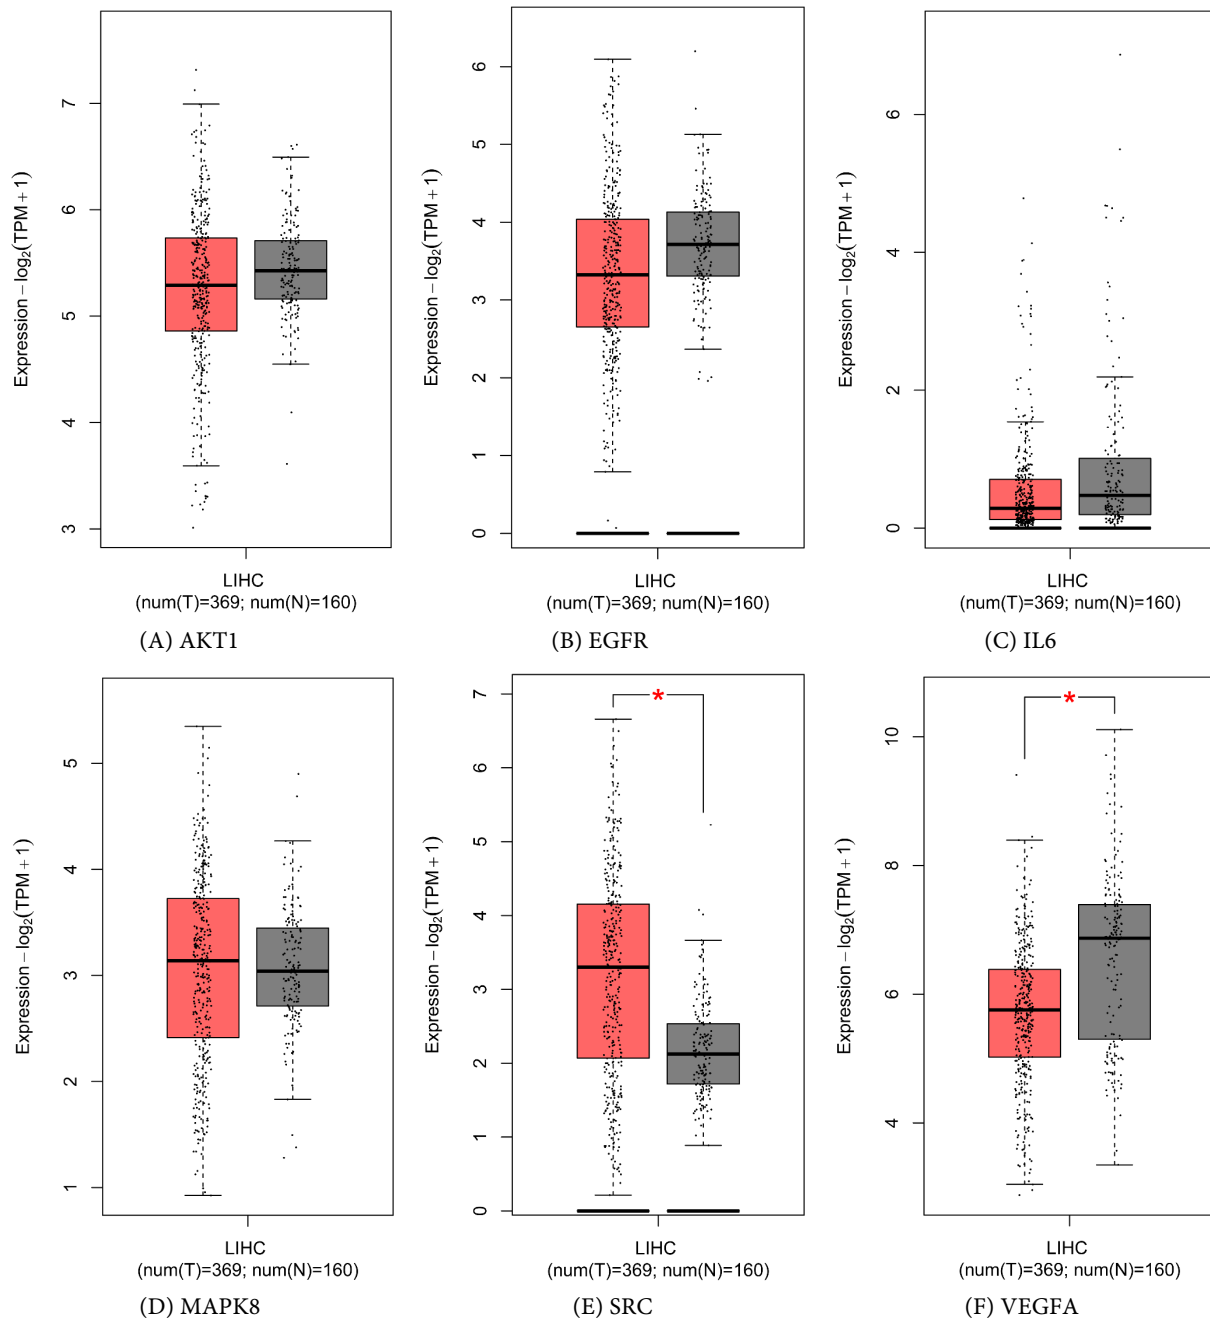 7
6
5
4
3
Expression – log₂(TPM + 1)
LIHC
(num(T)=369; num(N)=160)
(A) AKT1
6
5
4
3
2
1
0
Expression – log₂(TPM + 1)
LIHC
(num(T)=369; num(N)=160)
(B) EGFR
6
4
2
0
Expression – log₂(TPM + 1)
LIHC
(num(T)=369; num(N)=160)
(C) IL6
5
4
3
2
1
Expression – log₂(TPM + 1)
LIHC
(num(T)=369; num(N)=160)
(D) MAPK8
7
6
5
4
3
2
1
0
Expression – log₂(TPM + 1)
*
LIHC
(num(T)=369; num(N)=160)
(E) SRC
10
8
6
4
Expression – log₂(TPM + 1)
*
LIHC
(num(T)=369; num(N)=160)
(F) VEGFA